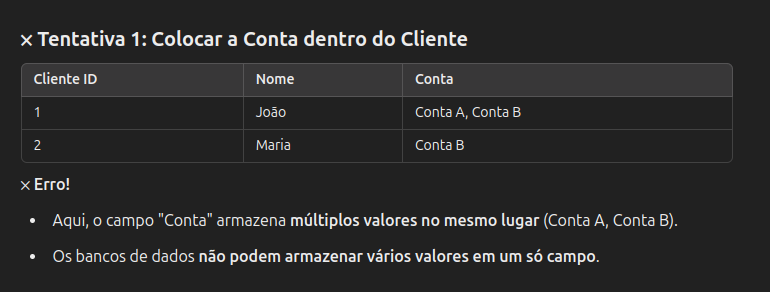 × Tentativa 1: Colocar a Conta dentro do Cliente
Cliente ID Nome Conta
1 João Conta A, Conta B
2 Maria Conta B
× Erro!
• Aqui, o campo "Conta" armazena múltiplos valores no mesmo lugar (Conta A, Conta B).
• Os bancos de dados não podem armazenar vários valores em um só campo.